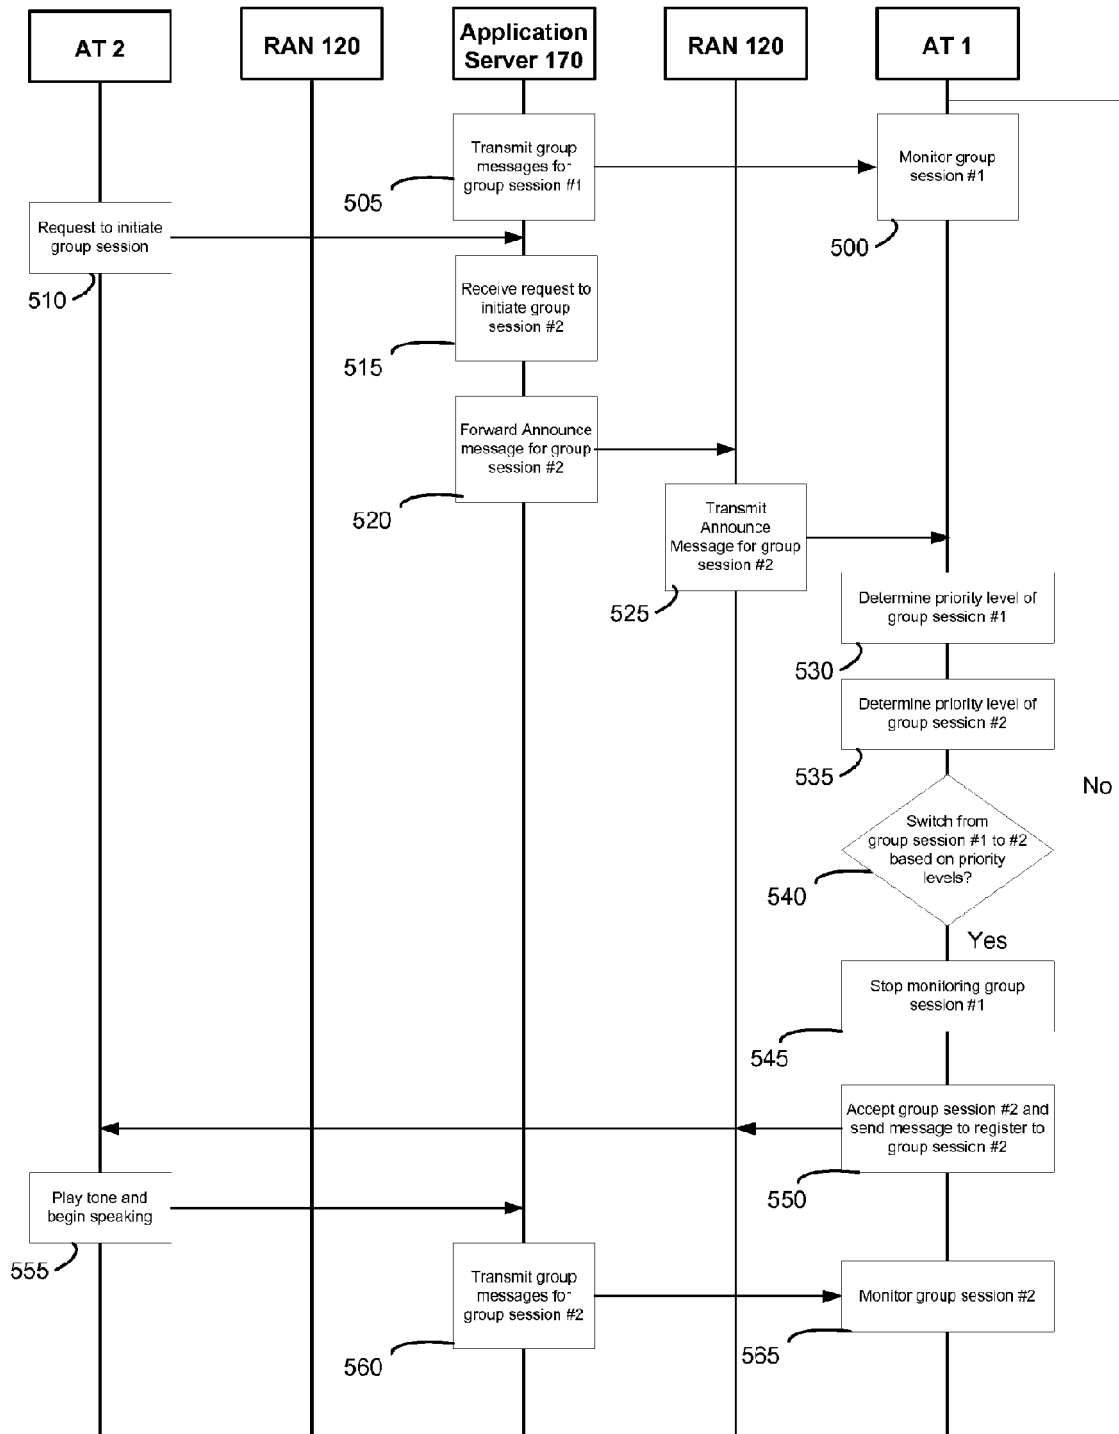 AT 2
RAN 120
Application
Server 170
RAN 120
AT 1
Transmit group
messages for
group session #1
505
Monitor group
session #1
500
Request to initiate
group session
510
Receive request to
initiate group
session #2
515
Forward Announce
message for group
session #2
520
Transmit
Announce
Message for group
session #2
525
Determine priority level of
group session #1
530
Determine priority level of
group session #2
535
No
Switch from
group session #1 to #2
based on priority
levels?
540
Yes
Stop monitoring group
session #1
545
Accept group session #2 and
send message to register to
group session #2
550
Play tone and
begin speaking
555
Transmit group
messages for
group session #2
560
Monitor group session #2
565